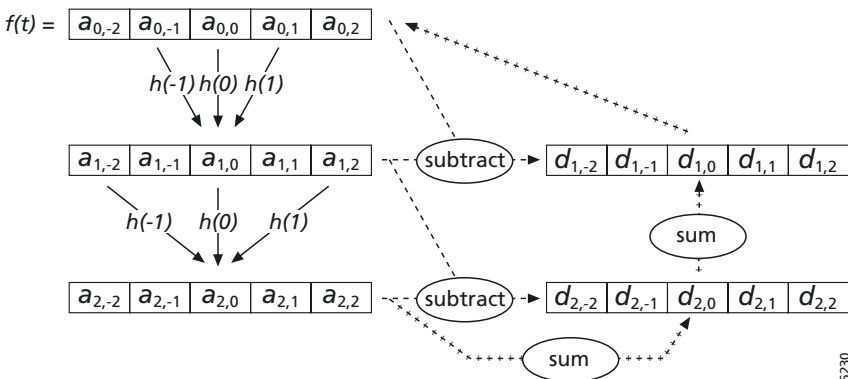 f(t) = a0,-2 a0,-1 a0,0 a0,1 a0,2
h(-1) h(0) h(1)
a1,-2 a1,-1 a1,0 a1,1 a1,2 subtract d1,-2 d1,-1 d1,0 d1,1 d1,2
h(-1) h(0) h(1)
sum
a2,-2 a2,-1 a2,0 a2,1 a2,2 subtract d2,-2 d2,-1 d2,0 d2,1 d2,2
sum